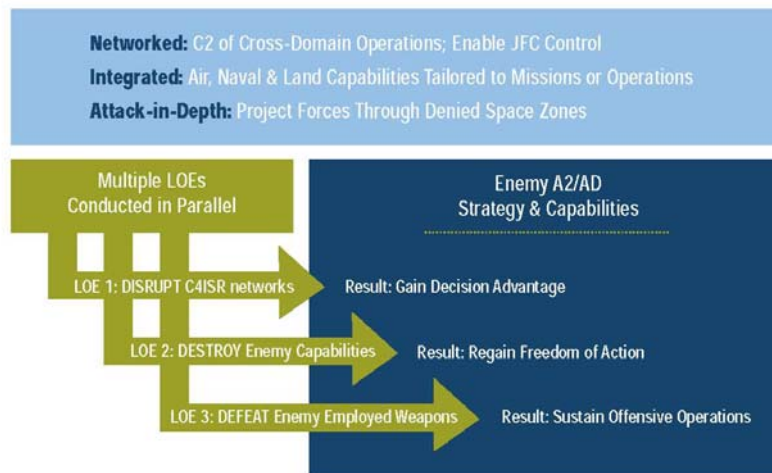 Networked: C2 of Cross-Domain Operations; Enable JFC Control
Integrated: Air, Naval & Land Capabilities Tailored to Missions or Operations
Attack-in-Depth: Project Forces Through Denied Space Zones
Multiple LOEs
Conducted in Parallel
Enemy A2/AD
Strategy & Capabilities
LOE 1: DISRUPT C4ISR networks
Result: Gain Decision Advantage
LOE 2: DESTROY Enemy Capabilities
Result: Regain Freedom of Action
LOE 3: DEFEAT Enemy Employed Weapons
Result: Sustain Offensive Operations